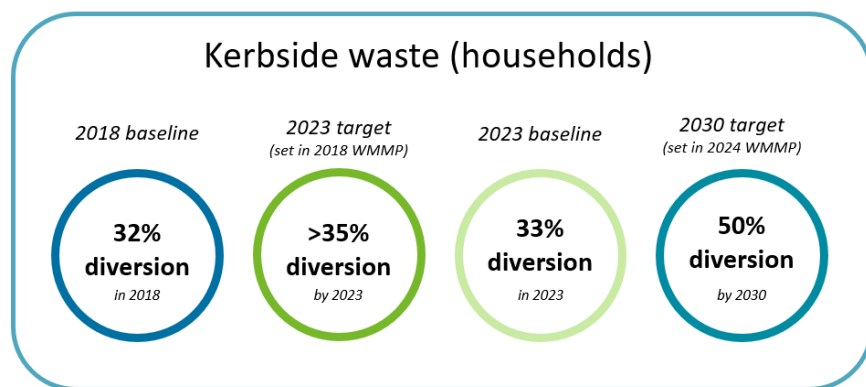 Kerbside waste (households)
2018 baseline
32%
diversion
in 2018
2023 target
(set in 2018 WMMP)
>35%
diversion
by 2023
2023 baseline
33%
diversion
in 2023
2030 target
(set in 2024 WMMP)
50%
diversion
by 2030